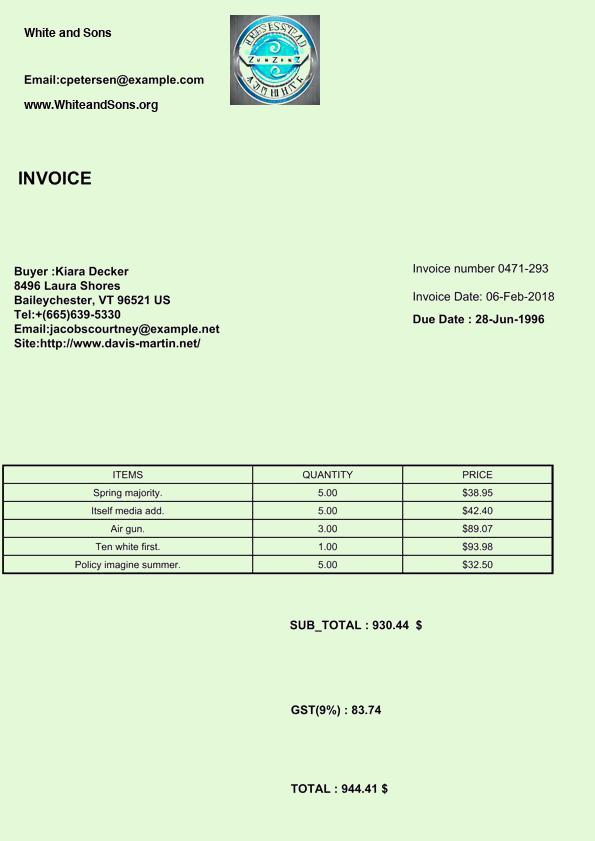 White and Sons
Email:cpetersen@example.com
www.WhiteandSons.org
INVOICE
Buyer :Kiara Decker
8496 Laura Shores
Baileychester, VT 96521 US
Tel:+(665)639-5330
Email:jacobscourtney@example.net
Site:http://www.davis-martin.net/
Invoice number 0471-293
Invoice Date: 06-Feb-2018
Due Date : 28-Jun-1996
ITEMS QUANTITY PRICE
Spring majority. 5.00 $38.95
Itself media add. 5.00 $42.40
Air gun. 3.00 $89.07
Ten white first. 1.00 $93.98
Policy imagine summer. 5.00 $32.50
SUB_TOTAL : 930.44 $
GST(9%) : 83.74
TOTAL : 944.41 $